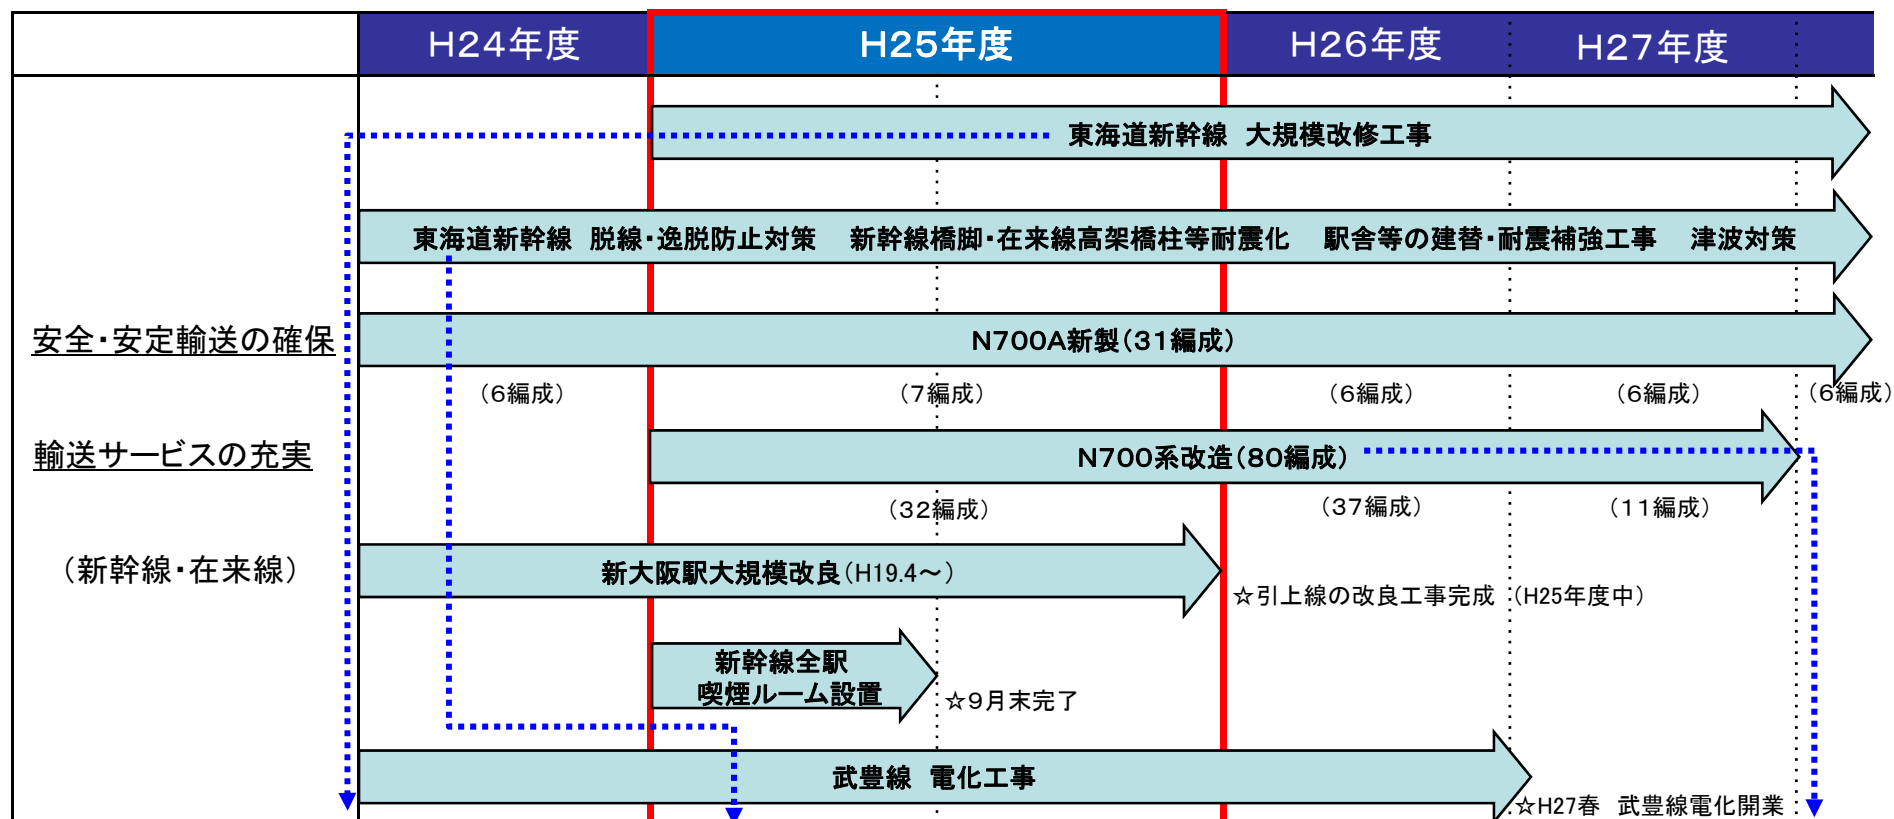 H24年度 H25年度 H26年度 H27年度
東海道新幹線 大規模改修工事
東海道新幹線 脱線・逸脱防止対策 新幹線橋脚・在来線高架橋柱等耐震化 駅舎等の建替・耐震補強工事 津波対策
安全・安定輸送の確保
N700A新製(31編成)
(6編成) (7編成) (6編成) (6編成) (6編成)
輸送サービスの充実
N700系改造(80編成)
(32編成) (37編成) (11編成)
(新幹線・在来線)
新大阪駅大規模改良(H19.4〜)
☆引上線の改良工事完成 (H25年度中)
新幹線全駅
喫煙ルーム設置
☆9月末完了
武豊線 電化工事
☆H27春 武豊線電化開業